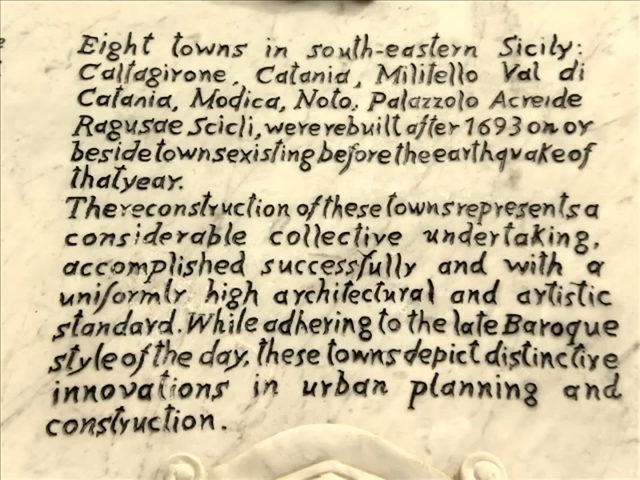 Eight towns in south-eastern Sicily:
Caltagirone, Catania, Militello Val di
Catania, Modica, Noto, Palazzolo Acreide
Ragusa e Scicli, were rebuilt after 1693 on or
beside towns existing before the earthquake of
that year.
The reconstruction of these towns represents a
considerable collective undertaking,
accomplished successfully and with a
uniformly high architectural and artistic
standard. While adhering to the late Baroque
style of the day, these towns depict distinctive
innovations in urban planning and
construction.